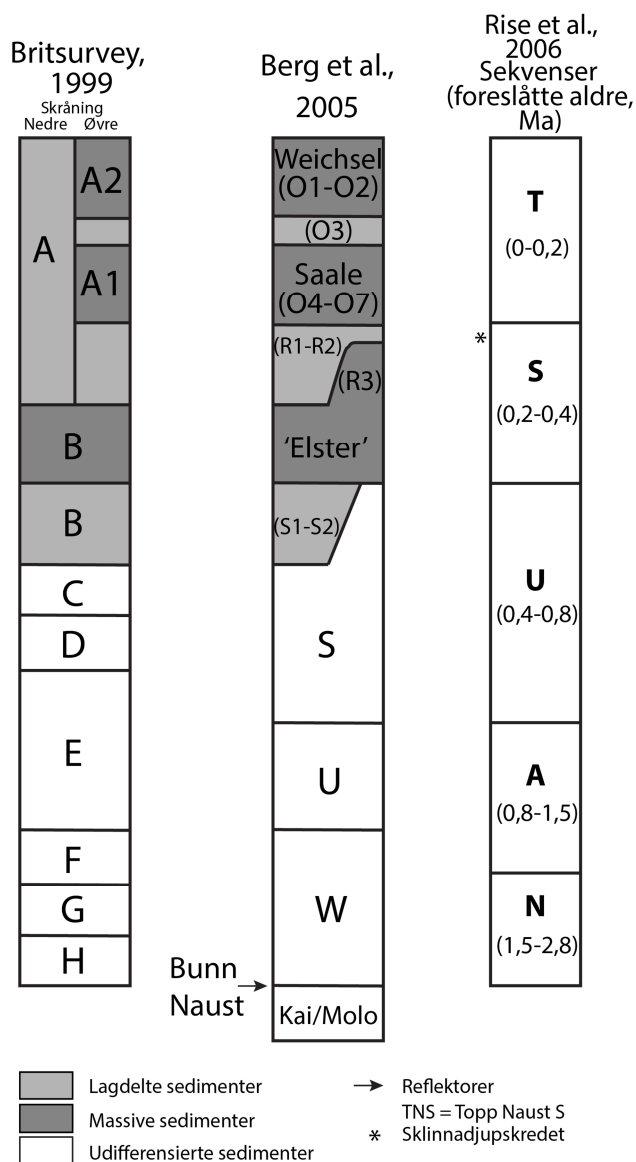 Britsurvey,
1999
Skråning
Nedre Øvre
A
A2
A1
B
B
C
D
E
F
G
H
Berg et al.,
2005
Weichsel
(O1-O2)
(O3)
Saale
(O4-O7)
(R1-R2)
(R3)
‘Elster’
(S1-S2)
S
U
W
Bunn
Naust
Kai/Molo
Rise et al.,
2006
Sekvenser
(foreslåtte aldre,
Ma)
T
(0-0,2)
*
S
(0,2-0,4)
U
(0,4-0,8)
A
(0,8-1,5)
N
(1,5-2,8)
Lagdelte sedimenter
Massive sedimenter
Udifferensierte sedimenter
Reflektorer
TNS = Topp Naust S
* Sklinnadjupskredet